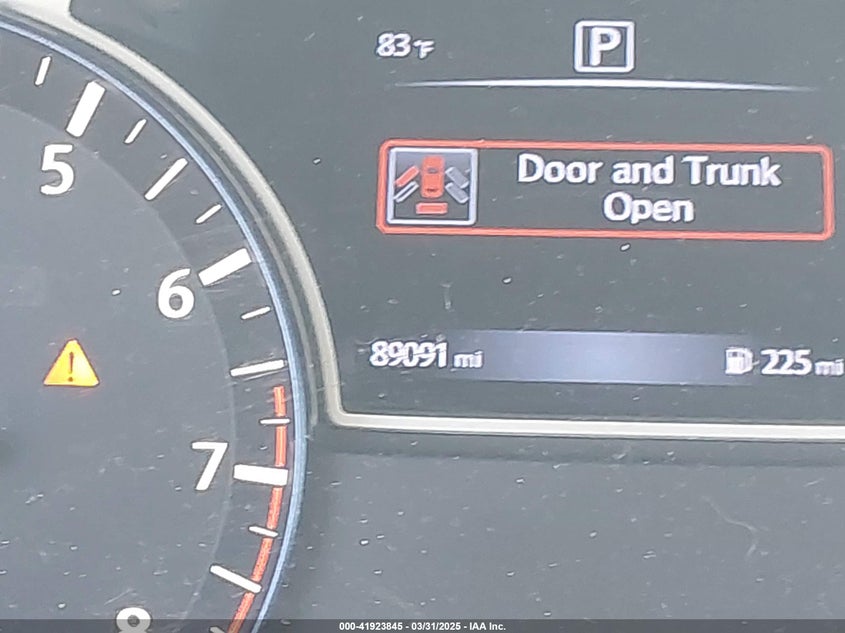 83°F
P
Door and Trunk
Open
5
6
89091 mi
225 mi
7
8
000-41923845 - 03/31/2025 - IAA Inc.